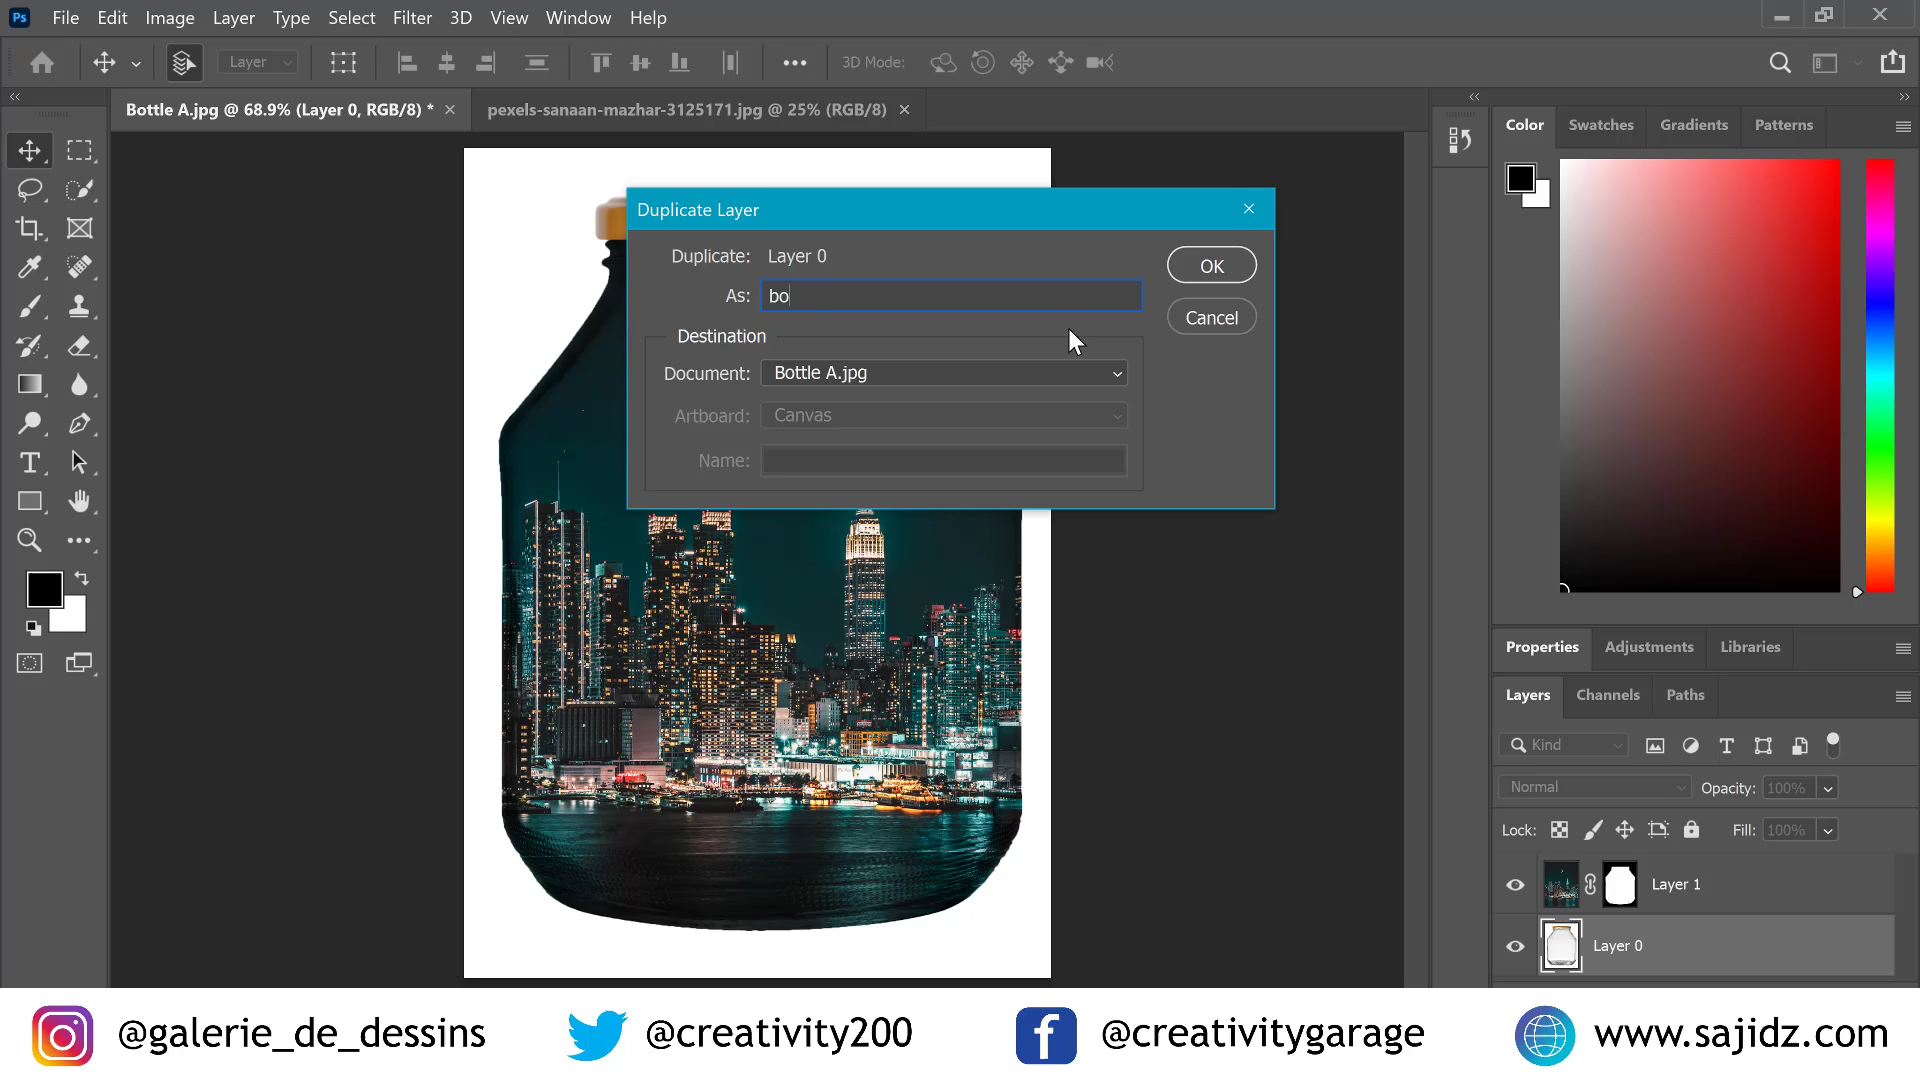 Ps File Edit Image Layer Type Select Filter 3D View Window Help
Layer 3D Mode:
Bottle A.jpg @ 68.9% (Layer 0, RGB/8) * × pexels-sanaan-mazhar-3125171.jpg @ 25% (RGB/8) ×
Color Swatches Gradients Patterns
Duplicate Layer
Duplicate: Layer 0
OK
As: bo
Cancel
Destination
Document: Bottle A.jpg
Artboard: Canvas
Name:
Properties Adjustments Libraries
Layers Channels Paths
Kind
Normal Opacity: 100%
Lock: Fill: 100%
Layer 1
Layer 0
@galerie_de_dessins @creativity200 @creativitygarage www.sajidz.com